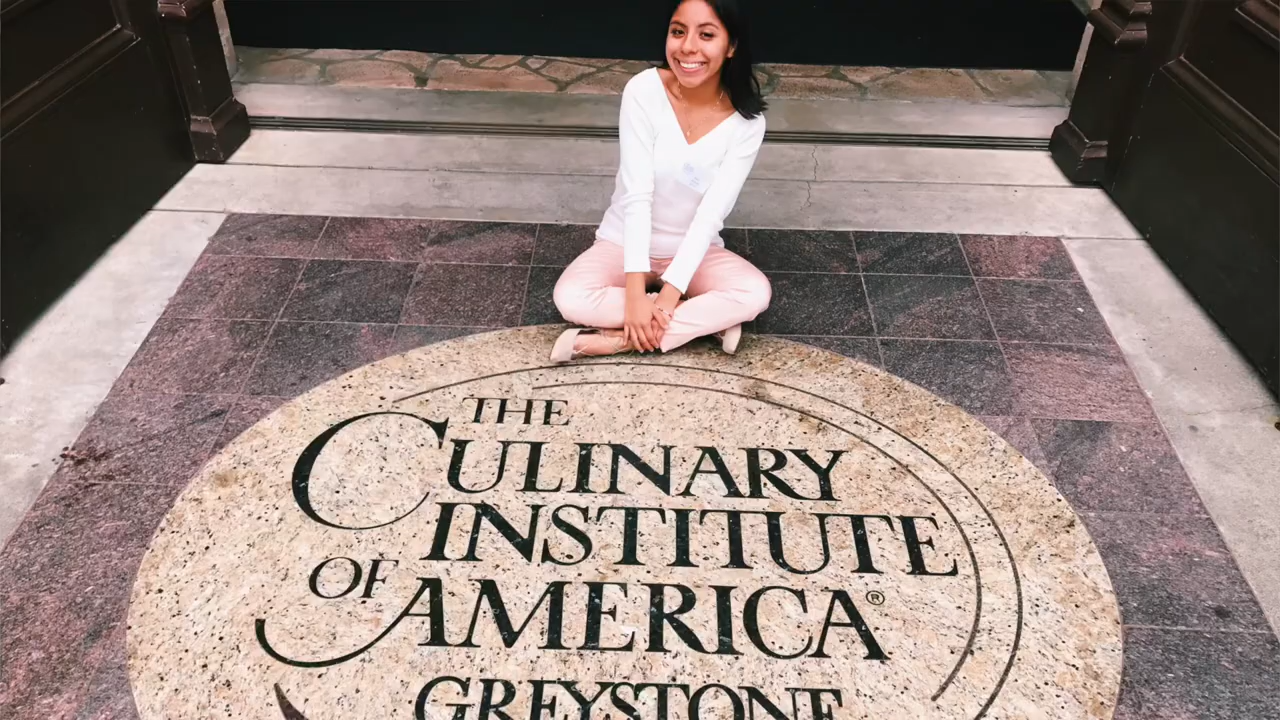 THE
CULINARY
INSTITUTE
OF AMERICA®
GREYSTONE